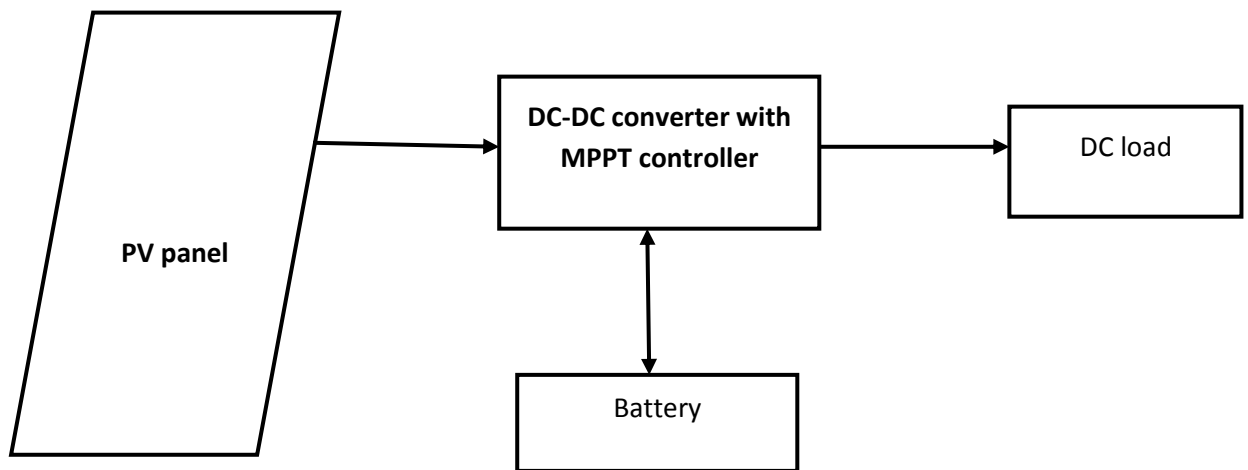 DC-DC converter with
MPPT controller
DC load
PV panel
Battery